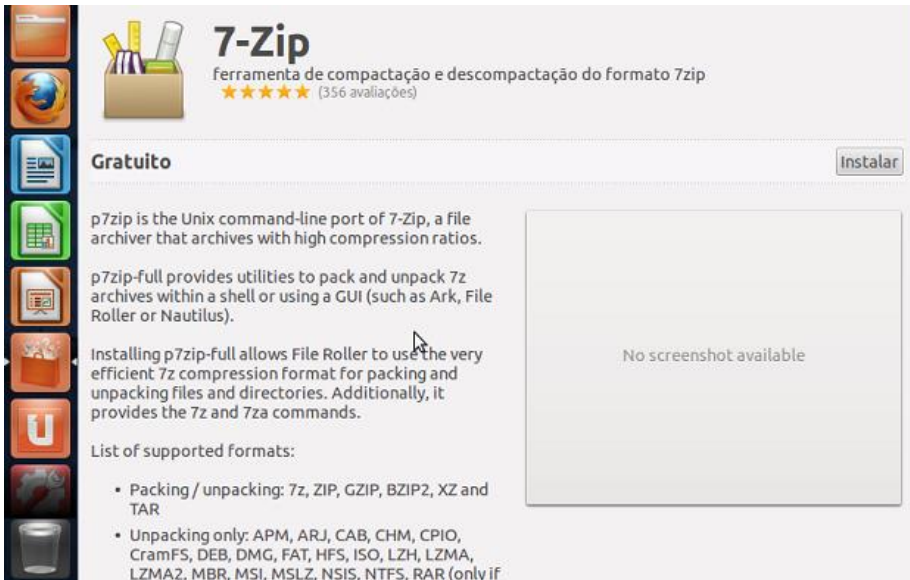 7-Zip
ferramenta de compactação e descompactação do formato 7zip
(356 avaliações)
Gratuito
Instalar
p7zip is the Unix command-line port of 7-Zip, a file
archiver that archives with high compression ratios.
p7zip-full provides utilities to pack and unpack 7z
archives within a shell or using a GUI (such as Ark, File
Roller or Nautilus).
Installing p7zip-full allows File Roller to use the very
efficient 7z compression format for packing and
unpacking files and directories. Additionally, it
provides the 7z and 7za commands.
List of supported formats:
• Packing / unpacking: 7z, ZIP, GZIP, BZIP2, XZ and
TAR
• Unpacking only: APM, ARJ, CAB, CHM, CPIO,
CramFS, DEB, DMG, FAT, HFS, ISO, LZH, LZMA,
LZMA2, MBR, MSI, MSLZ, NSIS, NTFS, RAR (only if
No screenshot available